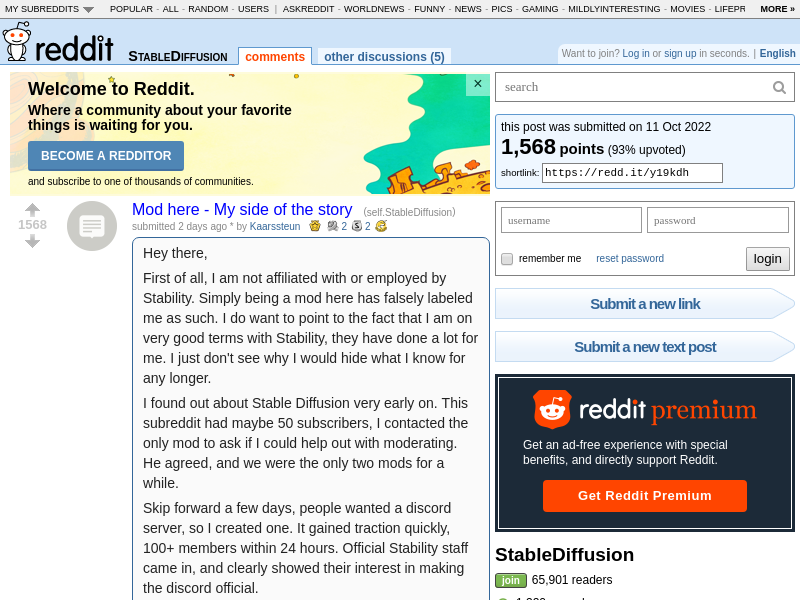 MY SUBREDDITS POPULAR - ALL - RANDOM - USERS | ASKREDDIT - WORLDNEWS - FUNNY - NEWS - PICS - GAMING - MILDLYINTERESTING - MOVIES - LIFEPR MORE »
reddit STABLEDIFFUSION comments other discussions (5)
Want to join? Log in or sign up in seconds. | English
Welcome to Reddit.
Where a community about your favorite
things is waiting for you.
BECOME A REDDITOR
and subscribe to one of thousands of communities.
×
1568
Mod here - My side of the story (self.StableDiffusion)
submitted 2 days ago * by Kaarssteun 2 2
Hey there,
First of all, I am not affiliated with or employed by
Stability. Simply being a mod here has falsely labeled
me as such. I do want to point to the fact that I am on
very good terms with Stability, they have done a lot for
me. I just don't see why I would hide what I know for
any longer.
I found out about Stable Diffusion very early on. This
subreddit had maybe 50 subscribers, I contacted the
only mod to ask if I could help out with moderating.
He agreed, and we were the only two mods for a
while.
Skip forward a few days, people wanted a discord
server, so I created one. It gained traction quickly,
100+ members within 24 hours. Official Stability staff
came in, and clearly showed their interest in making
the discord official.
search
this post was submitted on 11 Oct 2022
1,568 points (93% upvoted)
shortlink: https://redd.it/y19kdh
username password
remember me reset password login
Submit a new link
Submit a new text post
reddit premium
Get an ad-free experience with special
benefits, and directly support Reddit.
Get Reddit Premium
StableDiffusion
join 65,901 readers